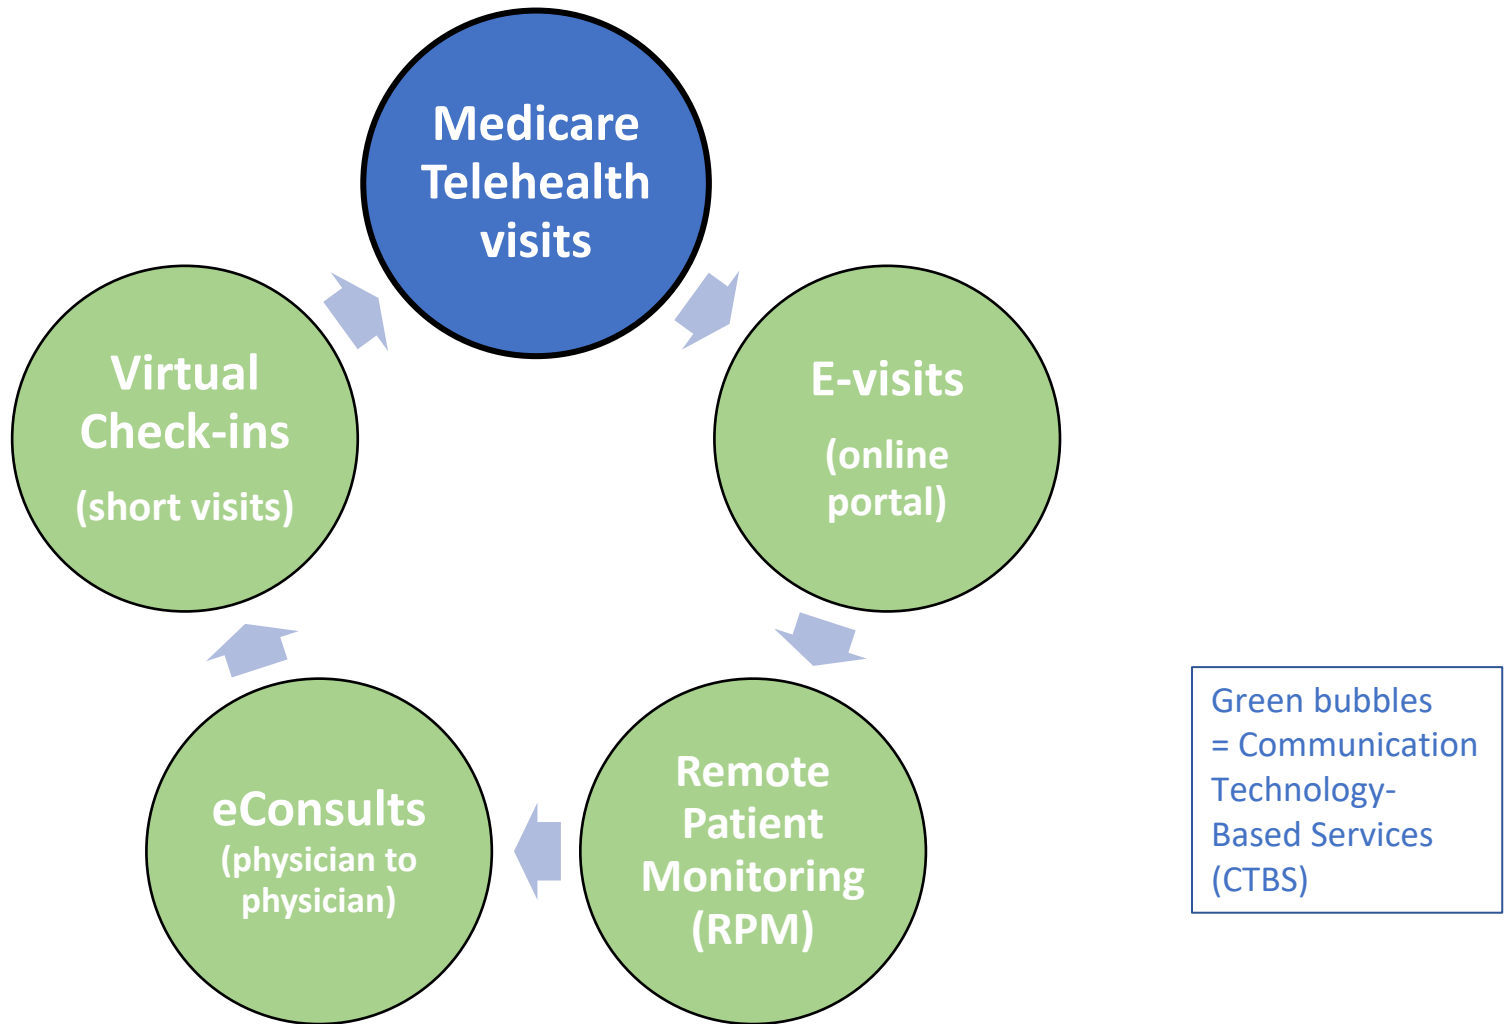 Medicare
Telehealth
visits
E-visits
(online
portal)
Remote
Patient
Monitoring
(RPM)
eConsults
(physician to
physician)
Virtual
Check-ins
(short visits)
Green bubbles
= Communication
Technology-
Based Services
(CTBS)